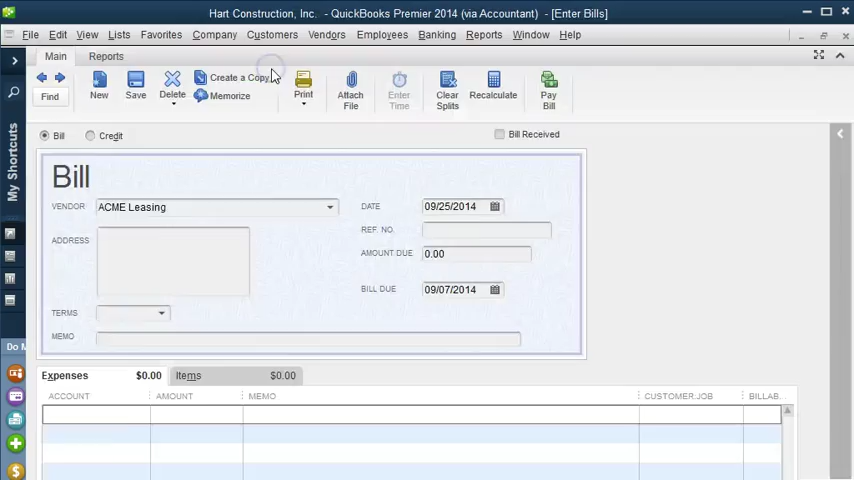 Hart Construction, Inc. - QuickBooks Premier 2014 (via Accountant) - [Enter Bills]
File Edit View Lists Favorites Company Customers Vendors Employees Banking Reports Window Help
Main Reports
Find New Save Delete Create a Copy Memorize Print Attach File Enter Time Clear Splits Recalculate Pay Bill
My Shortcuts
Bill Credit Bill Received
Bill
VENDOR ACME Leasing DATE 09/25/2014
REF. NO.
ADDRESS AMOUNT DUE 0.00
BILL DUE 09/07/2014
TERMS
MEMO
Do M
Expenses $0.00 Items $0.00
ACCOUNT AMOUNT MEMO CUSTOMER:JOB BILLAB...